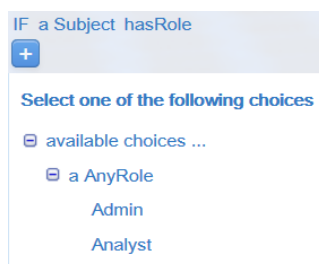 IF a Subject hasRole
+
Select one of the following choices
available choices ...
a AnyRole
Admin
Analyst